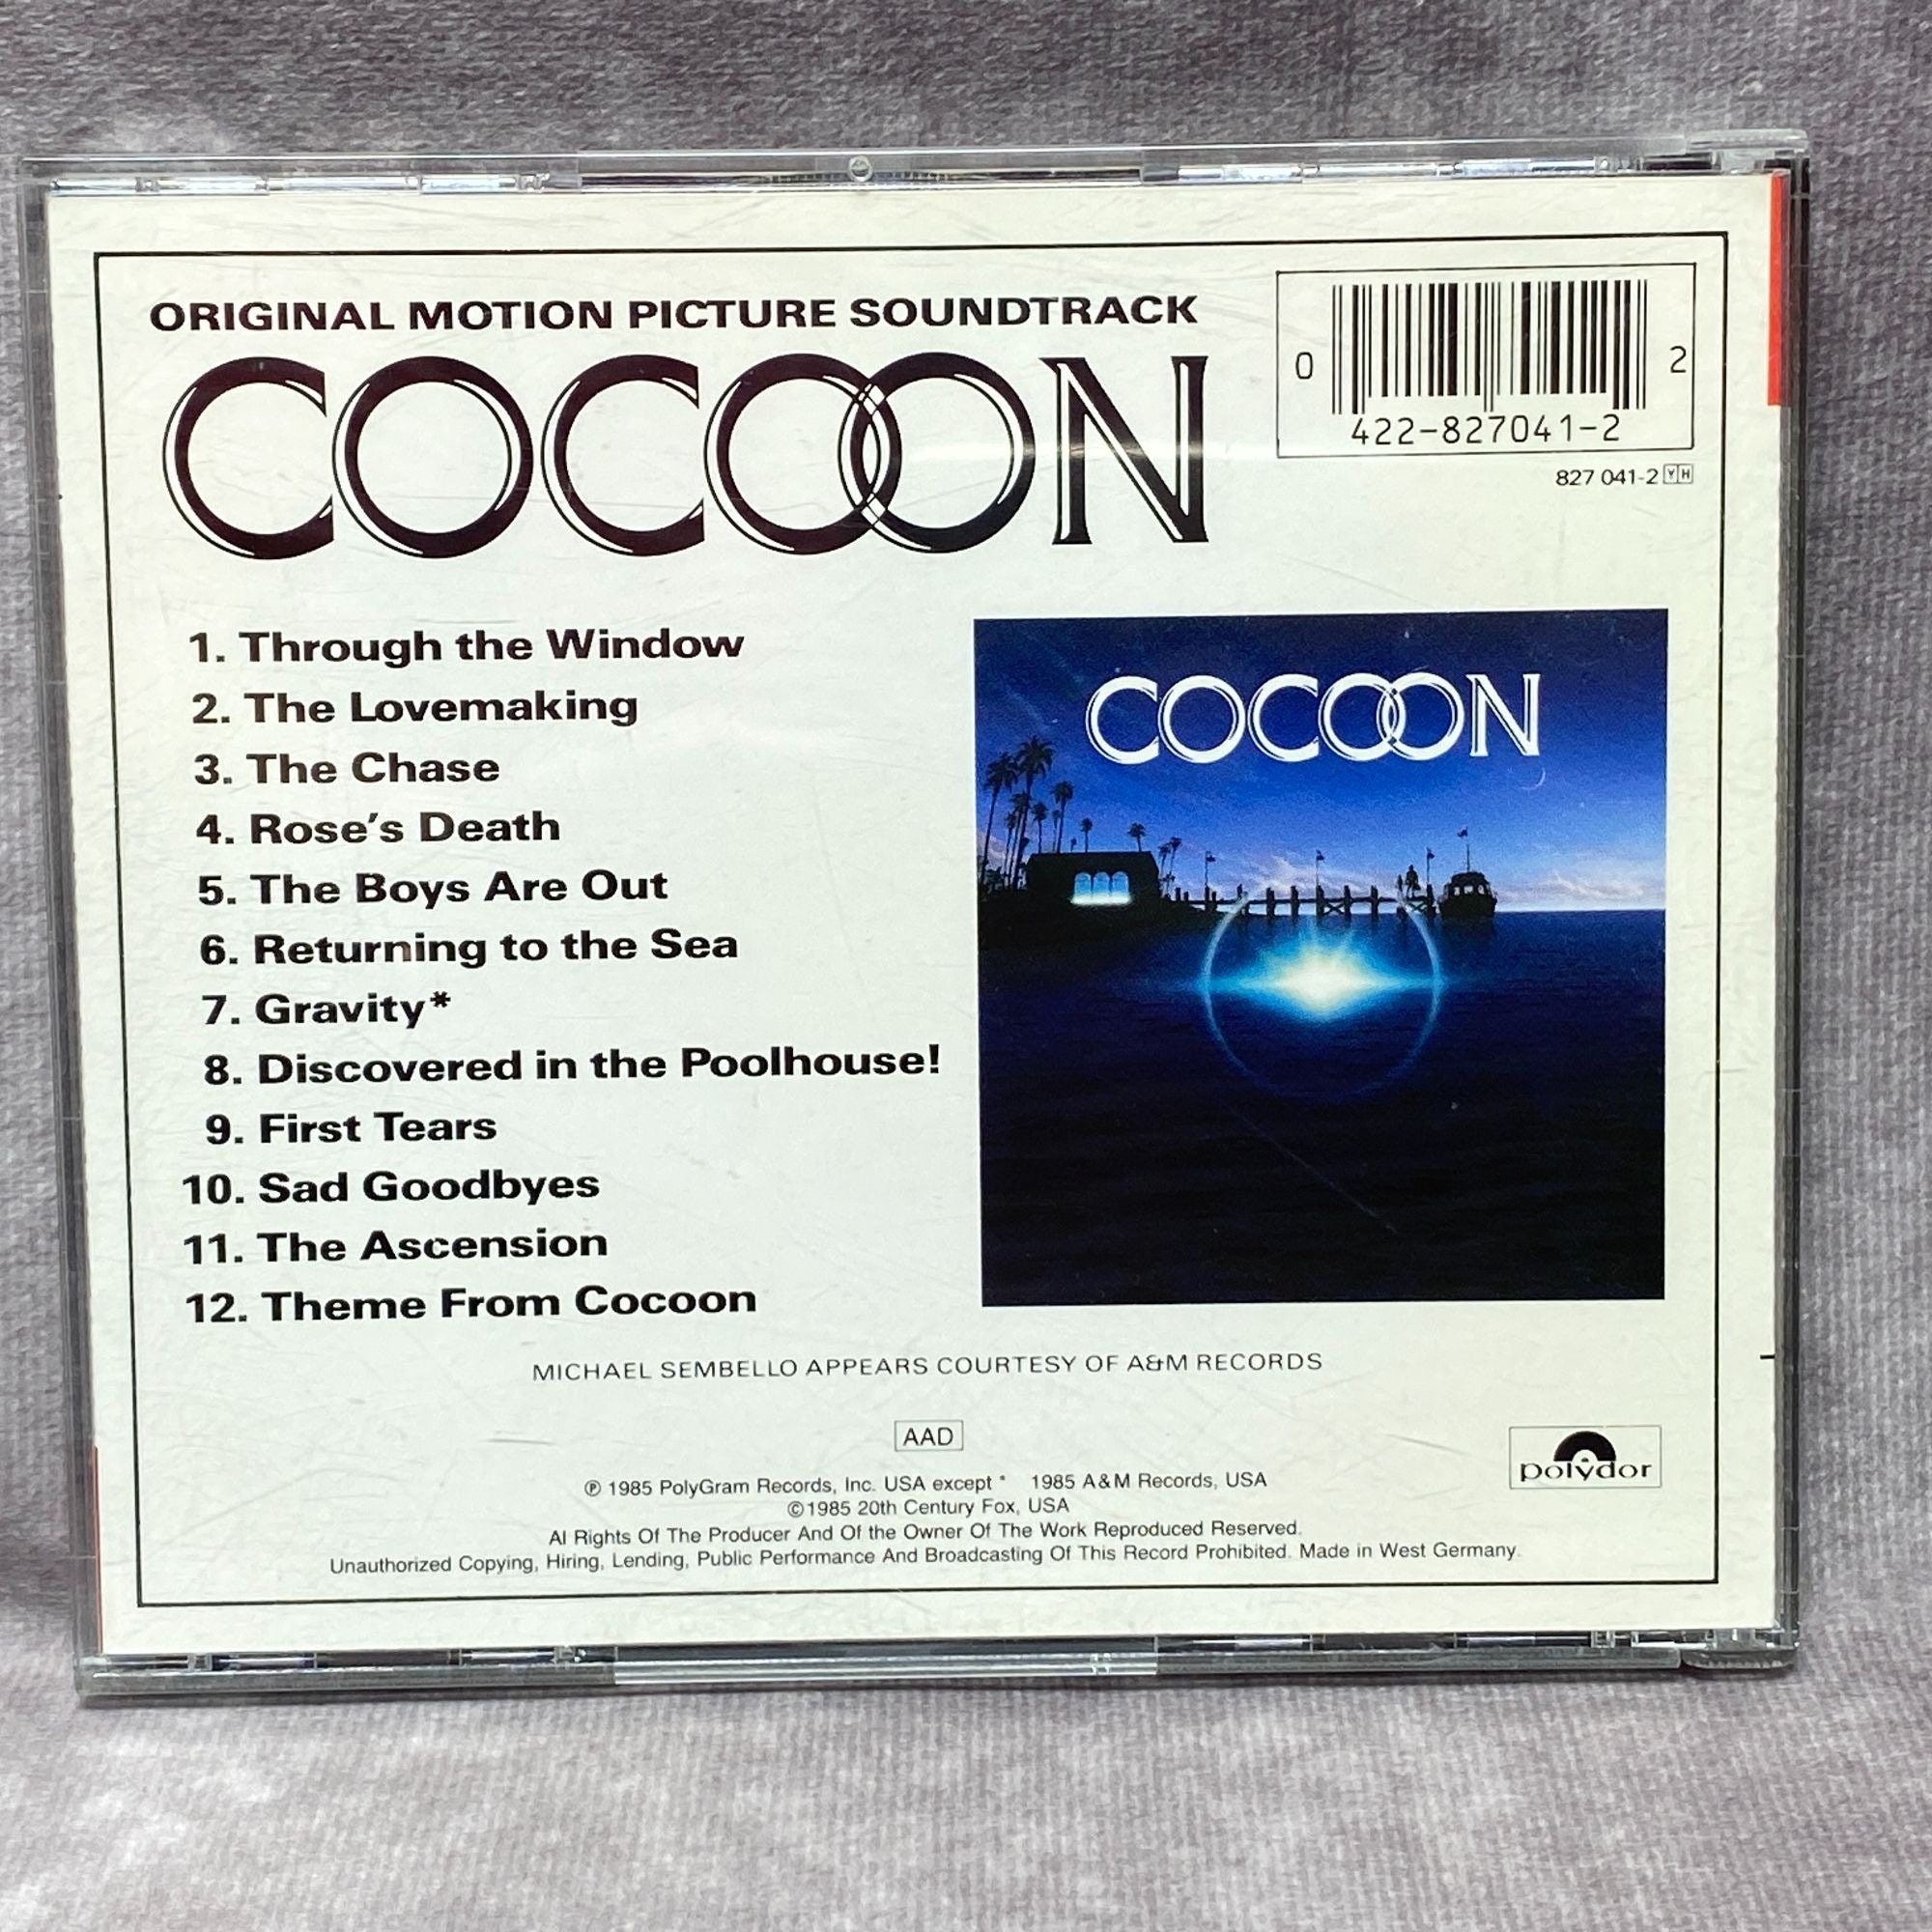 ORIGINAL MOTION PICTURE SOUNDTRACK
COCOON
0 2
422-827041-2
827 041-2 Y H
1. Through the Window
2. The Lovemaking
3. The Chase
4. Rose's Death
5. The Boys Are Out
6. Returning to the Sea
7. Gravity*
8. Discovered in the Poolhouse!
9. First Tears
10. Sad Goodbyes
11. The Ascension
12. Theme From Cocoon
COCOON
MICHAEL SEMBELLO APPEARS COURTESY OF A&M RECORDS
AAD
polydor
℗ 1985 PolyGram Records, Inc. USA except * 1985 A&M Records, USA
©1985 20th Century Fox, USA
Al Rights Of The Producer And Of the Owner Of The Work Reproduced Reserved.
Unauthorized Copying, Hiring, Lending, Public Performance And Broadcasting Of This Record Prohibited. Made in West Germany.